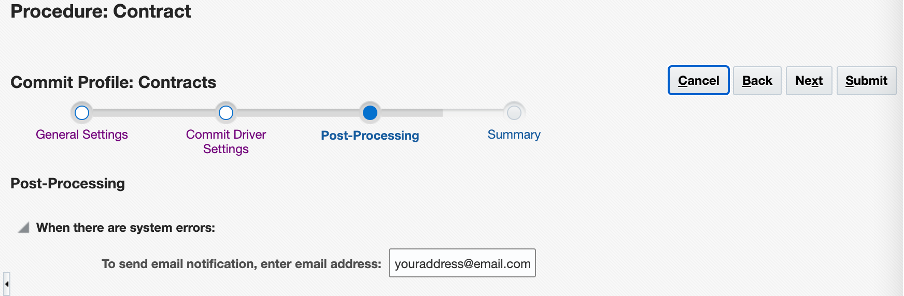 Procedure: Contract
Commit Profile: Contracts
Cancel Back Next Submit
General Settings
Commit Driver
Settings
Post-Processing
Summary
Post-Processing
When there are system errors:
To send email notification, enter email address: youraddress@email.com